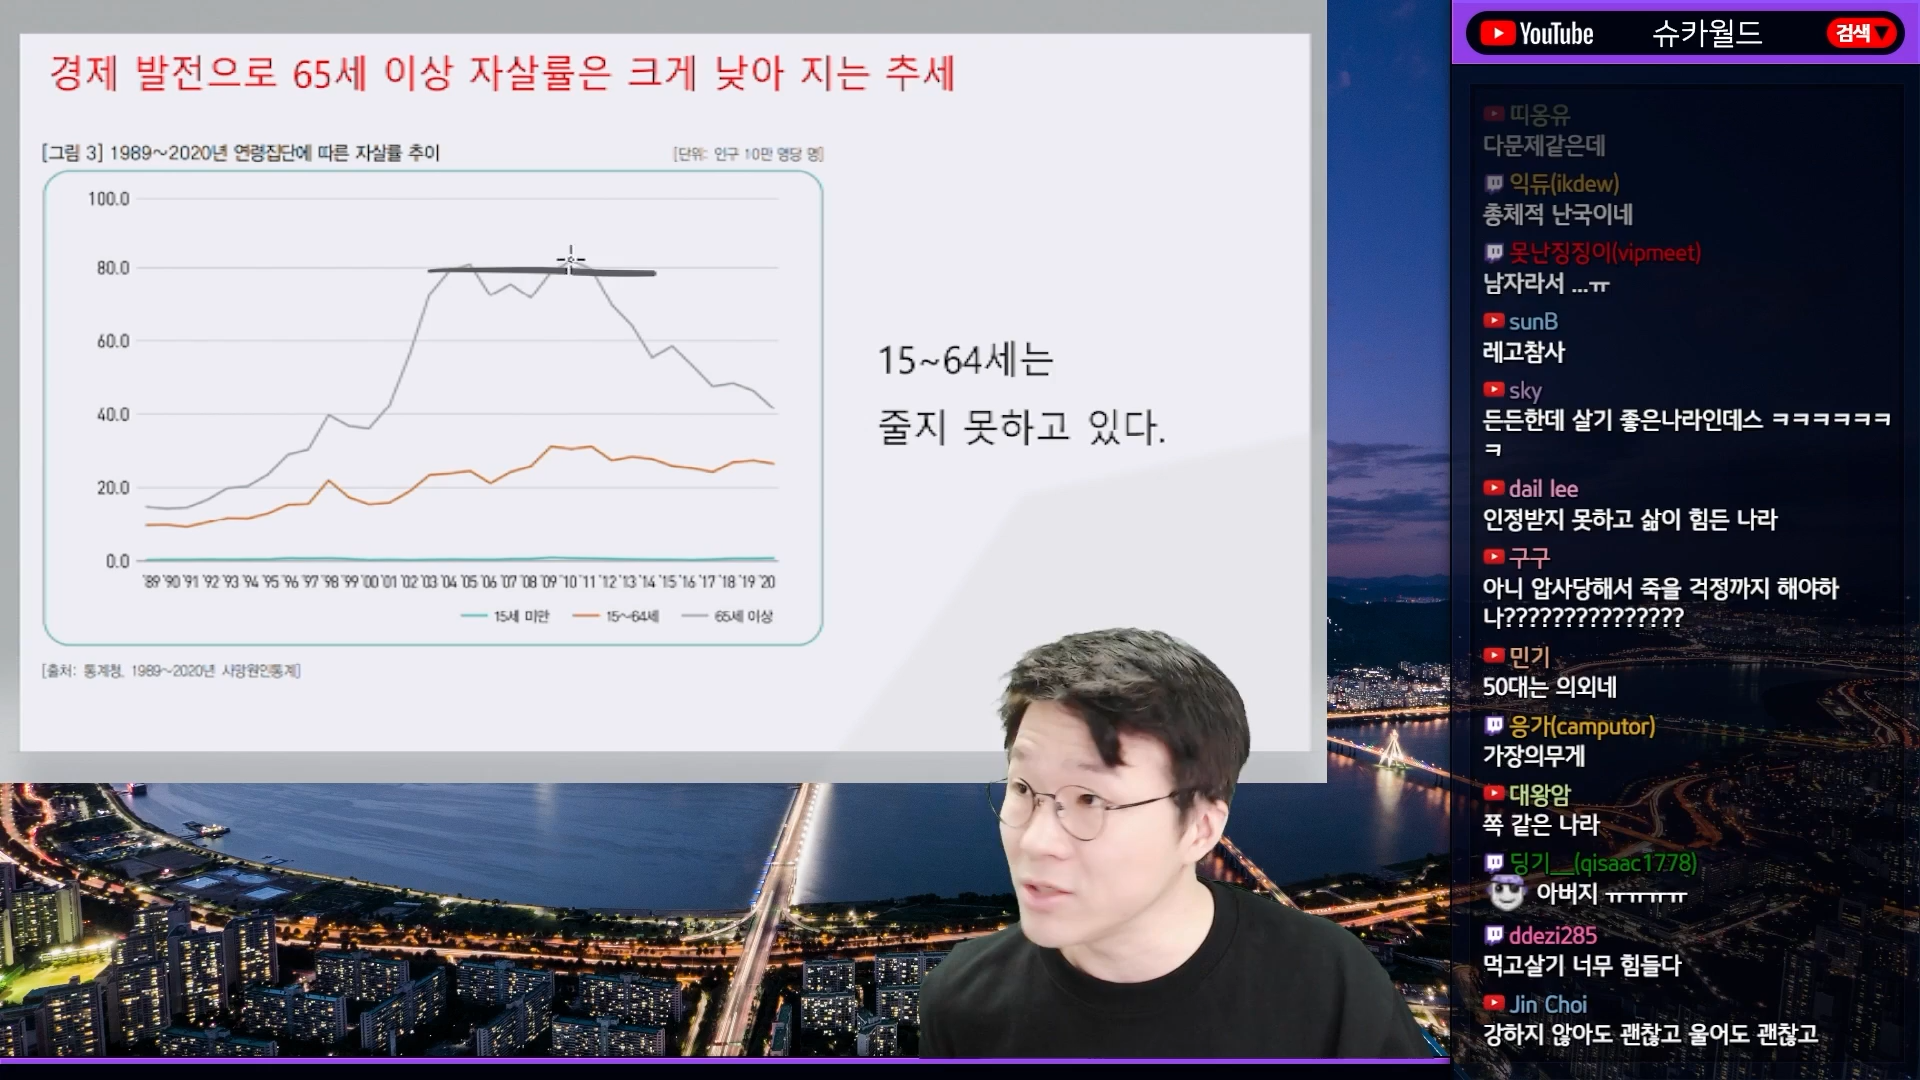 경제 발전으로 65세 이상 자살률은 크게 낮아 지는 추세
[그림 3] 1989~2020년 연령집단에 따른 자살률 추이
[단위: 인구 10만 명당 명]
100.0
80.0
60.0
40.0
20.0
0.0
'89 '90 '91 '92 '93 '94 '95 '96 '97 '98 '99 '00 '01 '02 '03 '04 '05 '06 '07 '08 '09 '10 '11 '12 '13 '14 '15 '16 '17 '18 '19 '20
15세 미만 15~64세 65세 이상
[출처: 통계청, 1989~2020년 사망원인통계]
15~64세는
줄지 못하고 있다.
YouTube 슈카월드 검색▼
띠옹유
다문제같은데
익듀(ikdew)
총체적 난국이네
못난징징이(vipmeet)
남자라서 ...ㅠ
sunB
레고참사
sky
든든한데 살기 좋은나라인데스 ㅋㅋㅋㅋㅋㅋ
ㅋ
dail lee
인정받지 못하고 삶이 힘든 나라
구구
아니 압사당해서 죽을 걱정까지 해야하
나???????????????
민기
50대는 의외네
응가(camputor)
가장의무게
대왕암
쪽 같은 나라
딩기__(qisaac1778)
아버지 ㅠㅠㅠㅠ
ddezi285
먹고살기 너무 힘들다
Jin Choi
강하지 않아도 괜찮고 울어도 괜찮고